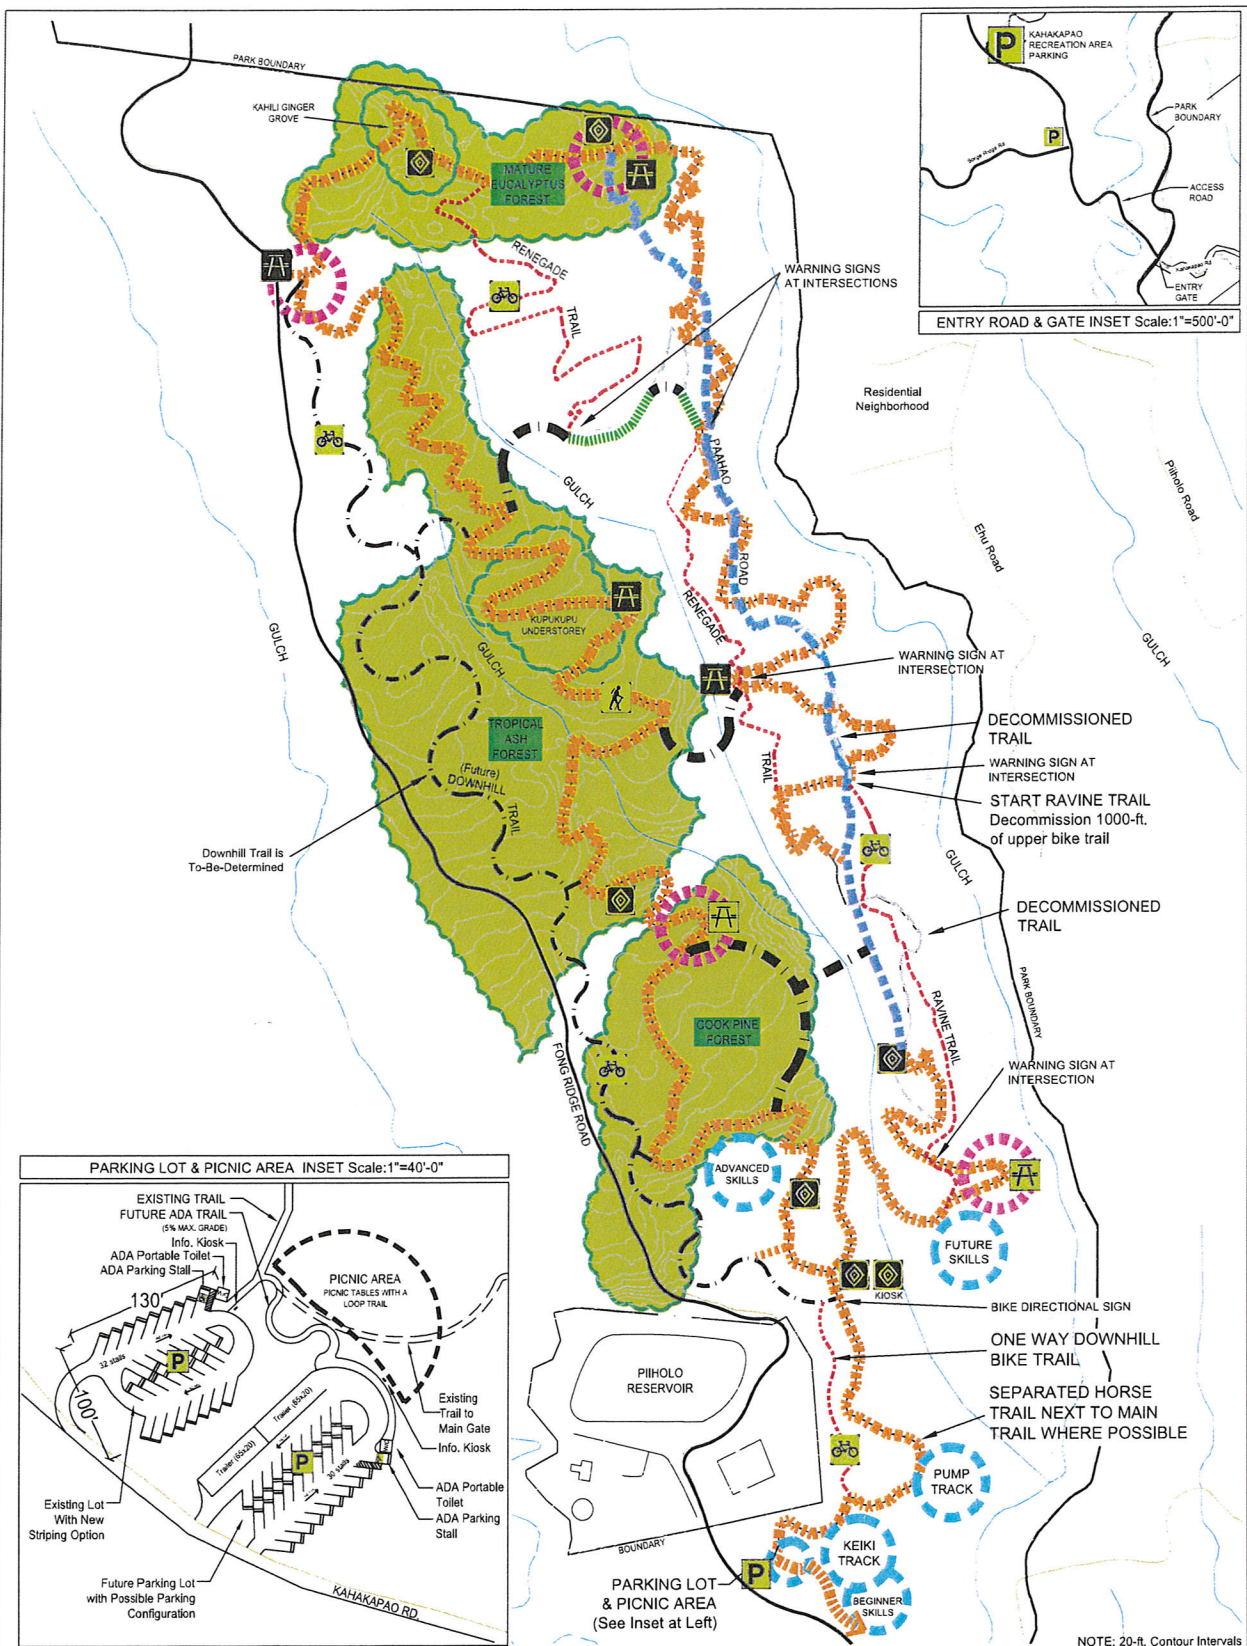 KAHAKAPAO
RECREATION AREA
PARKING
PARK
BOUNDARY
ACCESS
ROAD
Kahakapao Rd
ENTRY
GATE
ENTRY ROAD & GATE INSET Scale:1"=500'-0"
PARK BOUNDARY
KAHILI GINGER
GROVE
MATURE
EUCALYPTUS
FOREST
RENEGADE
TRAIL
WARNING SIGNS
AT INTERSECTIONS
Residential
Neighborhood
Piiholo Road
Ehu Road
GULCH
GULCH
PAAHAO
ROAD
RENEGADE
TRAIL
KUPUKUPU
UNDERSTOREY
GULCH
GULCH
WARNING SIGN AT
INTERSECTION
DECOMMISSIONED
TRAIL
WARNING SIGN AT
INTERSECTION
START RAVINE TRAIL
Decommission 1000-ft.
of upper bike trail
TROPICAL
ASH
FOREST
(Future)
DOWNHILL
TRAIL
Downhill Trail is
To-Be-Determined
GULCH
DECOMMISSIONED
TRAIL
PARK BOUNDARY
RAVINE TRAIL
COOK PINE
FOREST
FONG RIDGE ROAD
WARNING SIGN AT
INTERSECTION
ADVANCED
SKILLS
FUTURE
SKILLS
KIOSK
BIKE DIRECTIONAL SIGN
ONE WAY DOWNHILL
BIKE TRAIL
SEPARATED HORSE
TRAIL NEXT TO MAIN
TRAIL WHERE POSSIBLE
PIIHOLO
RESERVOIR
BOUNDARY
PUMP
TRACK
KEIKI
TRACK
BEGINNER
SKILLS
P
PARKING LOT
& PICNIC AREA
(See Inset at Left)
NOTE: 20-ft. Contour Intervals
PARKING LOT & PICNIC AREA INSET Scale:1"=40'-0"
EXISTING TRAIL
FUTURE ADA TRAIL
(5% MAX. GRADE)
Info. Kiosk
ADA Portable Toilet
ADA Parking Stall
130'
100'
32 stalls
P
PICNIC AREA
PICNIC TABLES WITH A
LOOP TRAIL
Trailer (65x20)
Trailer (65x20)
P
30 stalls
Existing
Trail to
Main Gate
Info. Kiosk
ADA Portable
Toilet
ADA Parking
Stall
Existing Lot
With New
Striping Option
Future Parking Lot
with Possible Parking
Configuration
KAHAKAPAO RD.